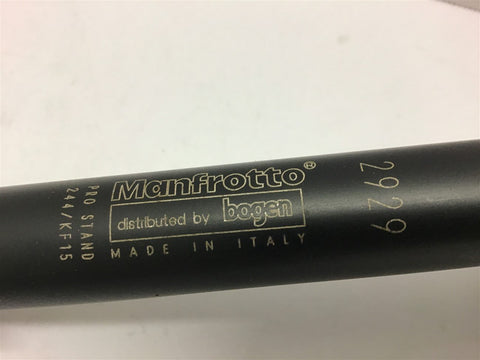 Manfrotto®
distributed by bogen
MADE IN ITALY
PRO STAND
244/KF15
2929